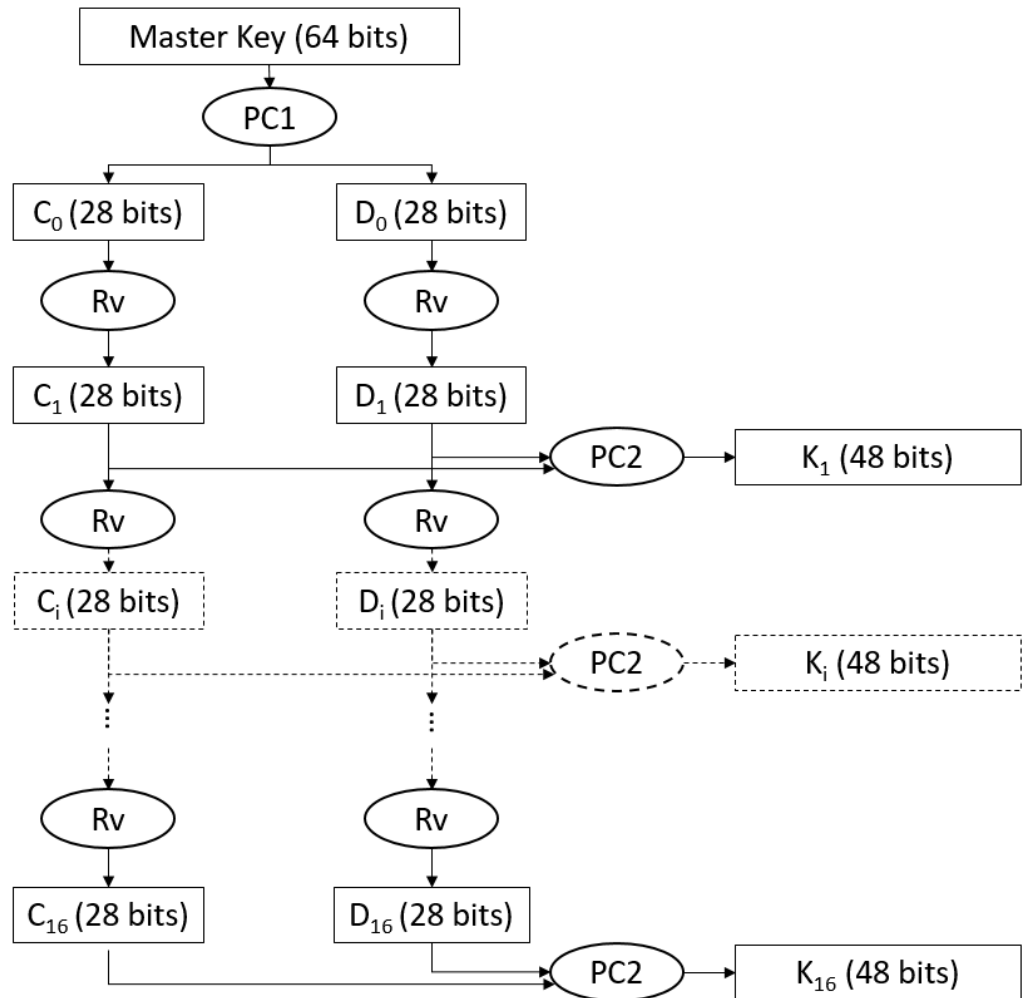 Master Key (64 bits)
PC1
C₀ (28 bits) D₀ (28 bits)
Rv Rv
C₁ (28 bits) D₁ (28 bits)
PC2 K₁ (48 bits)
Rv Rv
Cᵢ (28 bits) Dᵢ (28 bits)
PC2 Kᵢ (48 bits)
⋮ ⋮
Rv Rv
C₁₆ (28 bits) D₁₆ (28 bits)
PC2 K₁₆ (48 bits)